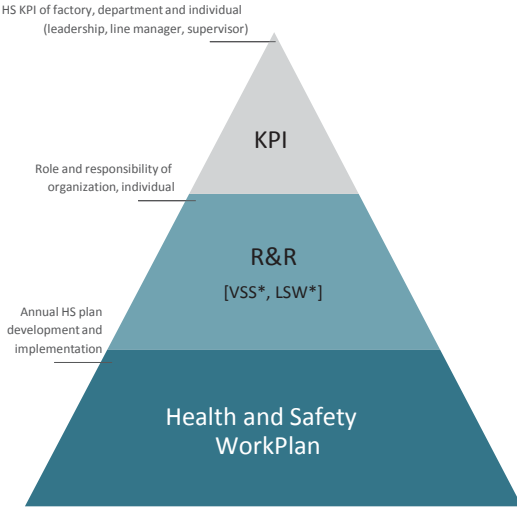 HS KPI of factory, department and individual
(leadership, line manager, supervisor)
KPI
Role and responsibility of
organization, individual
R&R
[VSS*, LSW*]
Annual HS plan
development and
implementation
Health and Safety
WorkPlan